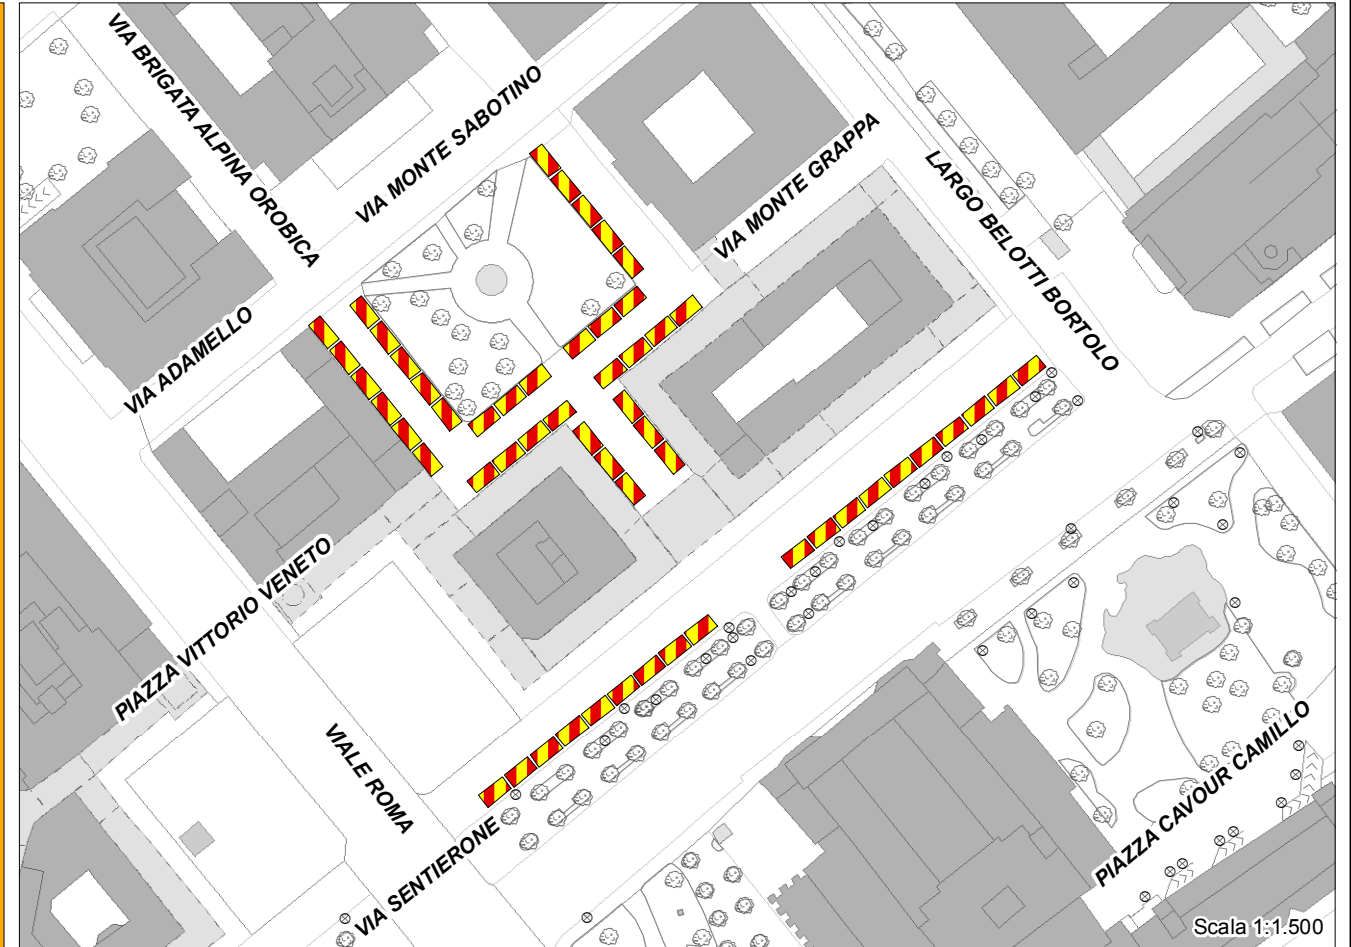 VIA BRIGATA ALPINA OROBICA
VIA MONTE SABOTINO
VIA MONTE GRAPPA
LARGO BELOTTI BORTOLO
VIA ADAMELLO
PIAZZA VITTORIO VENETO
VIALE ROMA
VIA SENTIERONE
PIAZZA CAVOUR CAMILLO
Scala 1:1.500